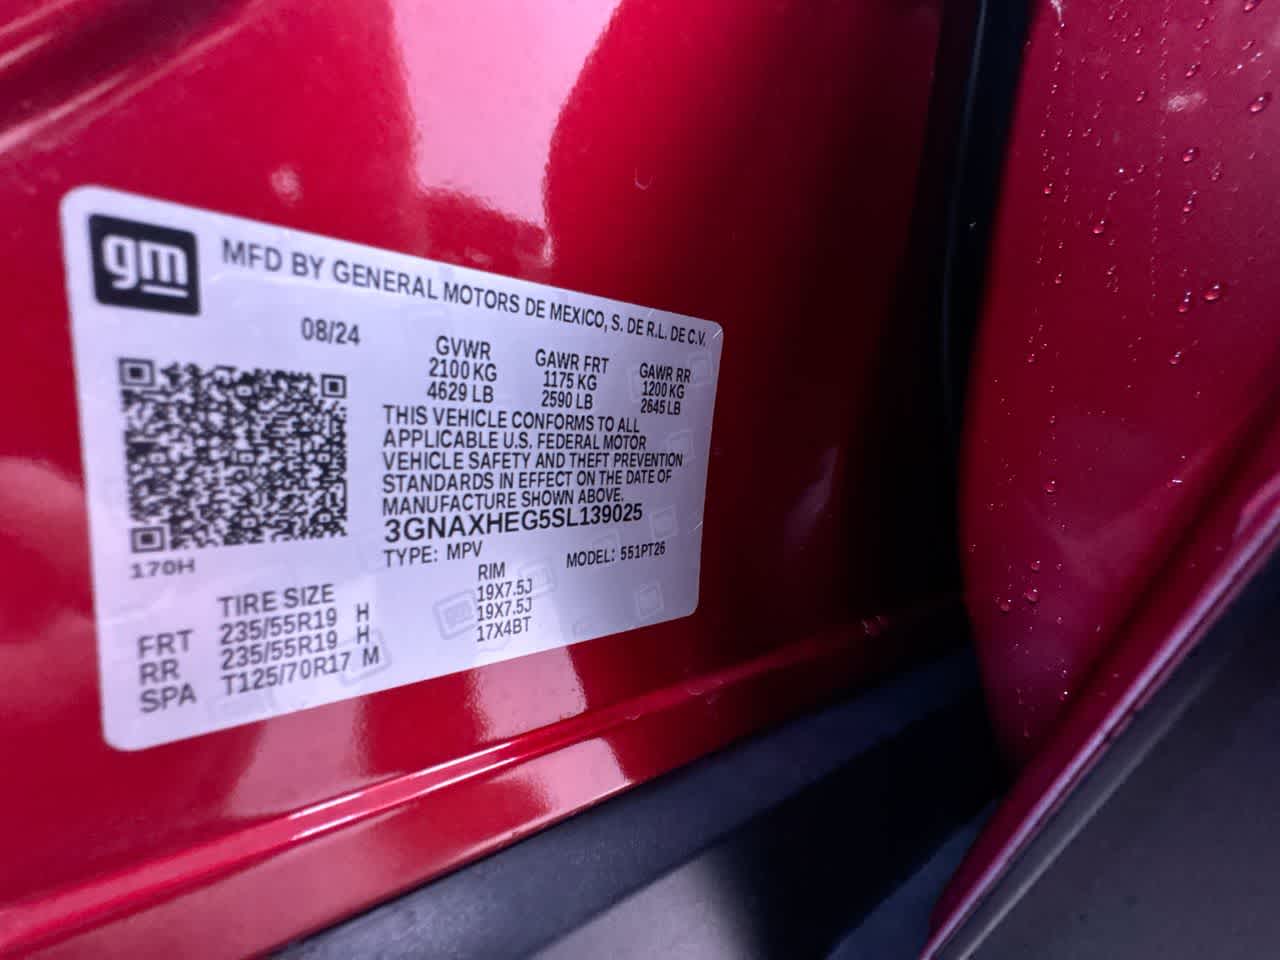 gm
MFD BY GENERAL MOTORS DE MEXICO, S. DE R.L. DE C.V.
08/24
GVWR GAWR FRT GAWR RR
2100 KG 1175 KG 1200 KG
4629 LB 2590 LB 2645 LB
THIS VEHICLE CONFORMS TO ALL
APPLICABLE U.S. FEDERAL MOTOR
VEHICLE SAFETY AND THEFT PREVENTION
STANDARDS IN EFFECT ON THE DATE OF
MANUFACTURE SHOWN ABOVE.
3GNAXHEG5SL139025
TYPE: MPV MODEL: 551PT26
170H
TIRE SIZE RIM
FRT 235/55R19 H 19X7.5J
RR 235/55R19 H 19X7.5J
SPA T125/70R17 M 17X4BT